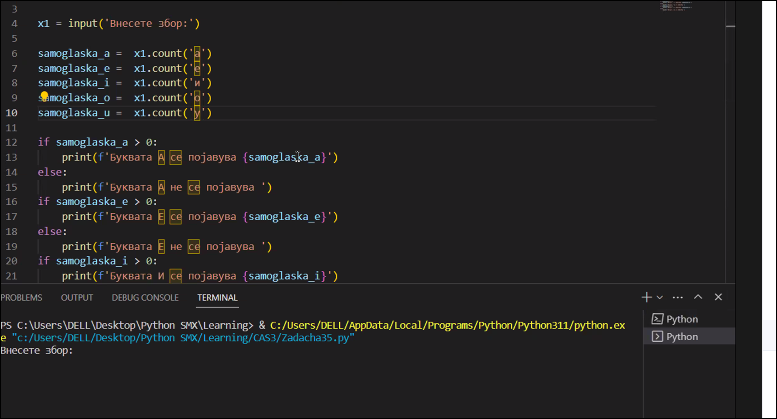 3
4 x1 = input('Внесете збор:')
5
6 samoglaska_a =  x1.count('а')
7 samoglaska_e =  x1.count('е')
8 samoglaska_i =  x1.count('и')
9 samoglaska_o =  x1.count('о')
10 samoglaska_u =  x1.count('у')
11
12 if samoglaska_a > 0:
13     print(f'Буквата А се појавува {samoglaska_a}')
14 else:
15     print(f'Буквата А не се појавува ')
16 if samoglaska_e > 0:
17     print(f'Буквата Е се појавува {samoglaska_e}')
18 else:
19     print(f'Буквата Е не се појавува ')
20 if samoglaska_i > 0:
21     print(f'Буквата И се појавува {samoglaska_i}')
PROBLEMS OUTPUT DEBUG CONSOLE TERMINAL
PS C:\Users\DELL\Desktop\Python SMX\Learning> & C:/Users/DELL/AppData/Local/Programs/Python/Python311/python.ex
e "c:/Users/DELL/Desktop/Python SMX/Learning/CAS3/Zadacha35.py"
Внесете збор:
Python
Python